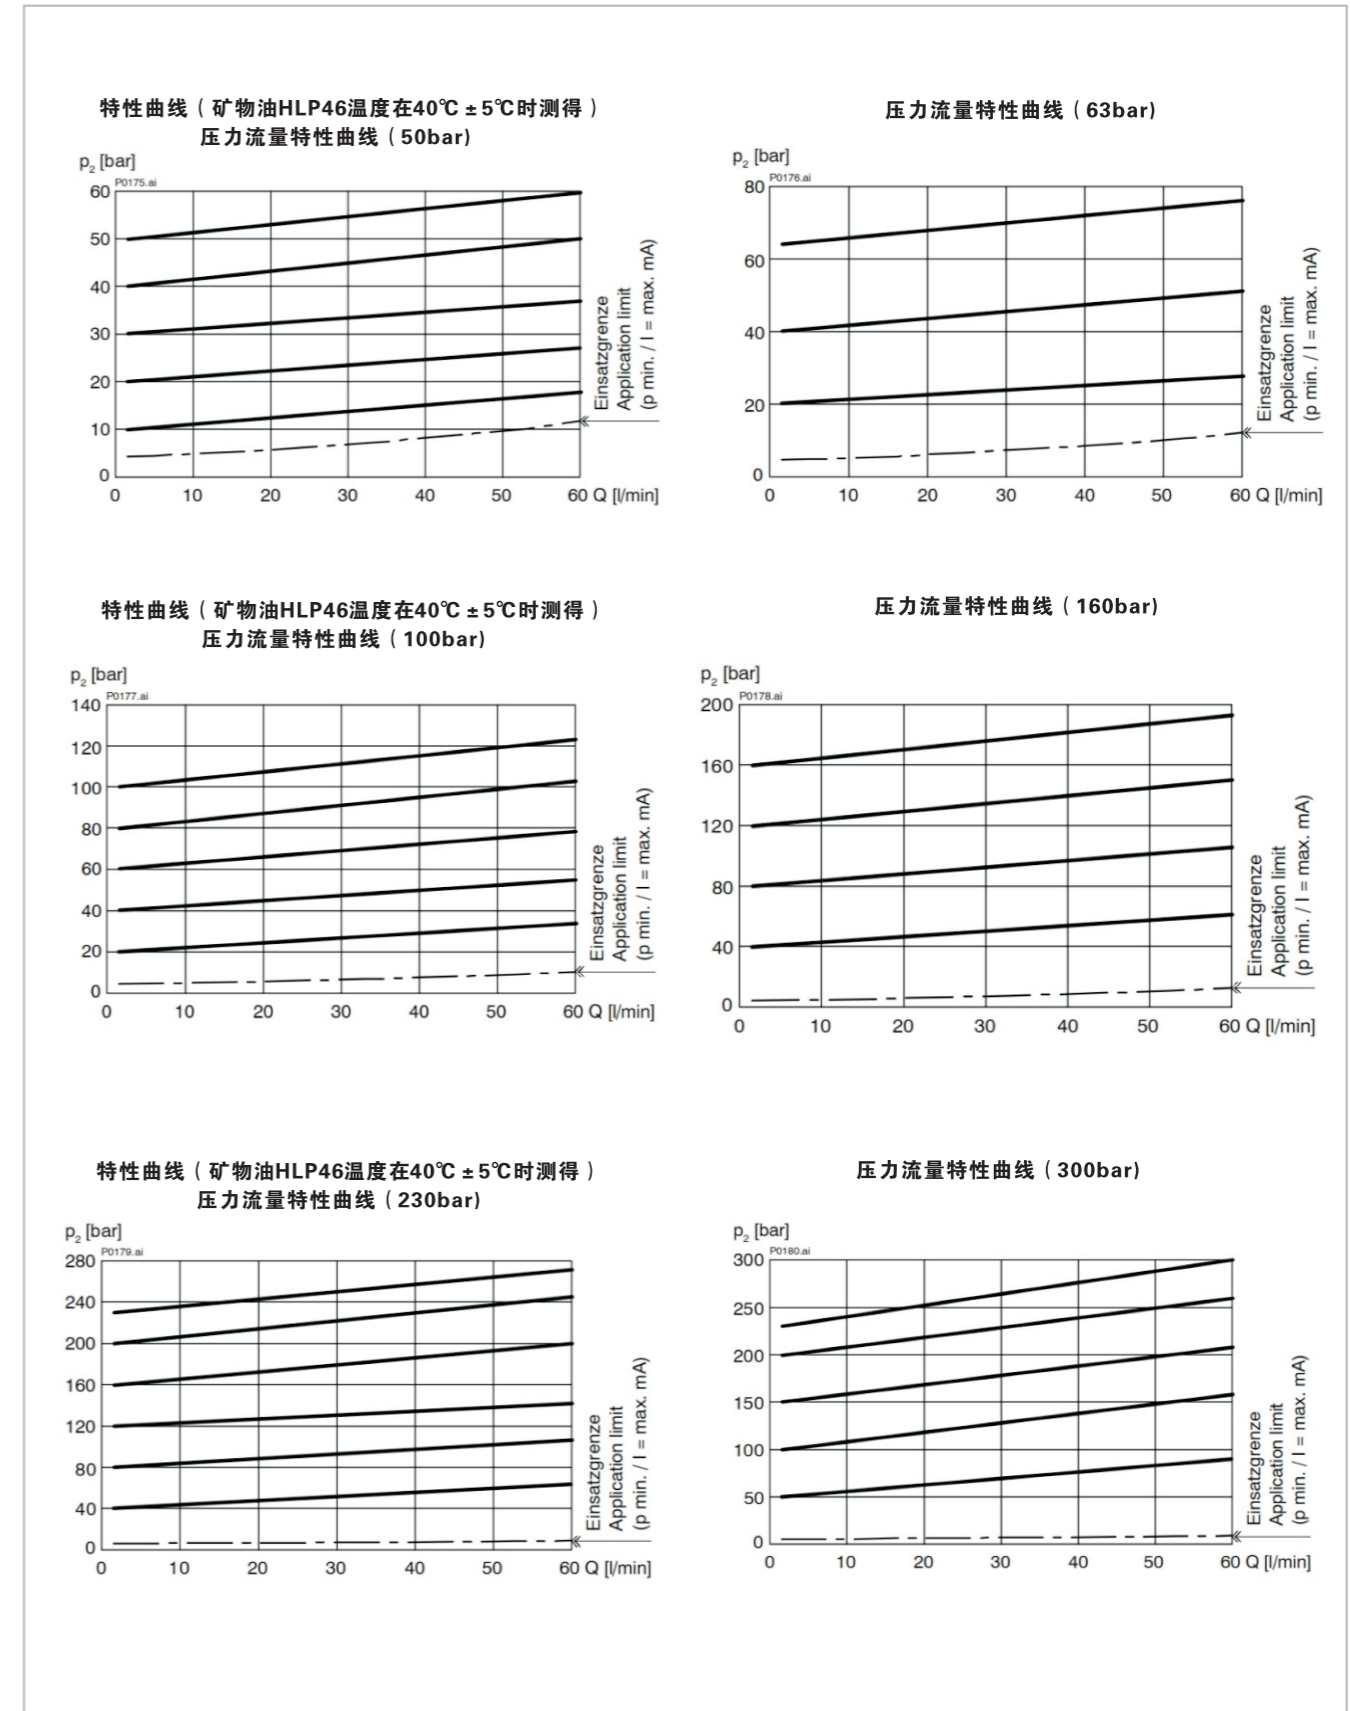 特性曲线（矿物油HLP46温度在40℃±5℃时测得）
压力流量特性曲线（50bar)
p2 [bar]
P0175.ai
60
50
40
30
20
10
0
0 10 20 30 40 50 60 Q [l/min]
Einsatzgrenze
Application limit
(p min. / I = max. mA)
压力流量特性曲线（63bar)
p2 [bar]
P0176.ai
80
60
40
20
0
0 10 20 30 40 50 60 Q [l/min]
Einsatzgrenze
Application limit
(p min. / I = max. mA)
特性曲线（矿物油HLP46温度在40℃±5℃时测得）
压力流量特性曲线（100bar)
p2 [bar]
P0177.ai
140
120
100
80
60
40
20
0
0 10 20 30 40 50 60 Q [l/min]
Einsatzgrenze
Application limit
(p min. / I = max. mA)
压力流量特性曲线（160bar)
p2 [bar]
P0178.ai
200
160
120
80
40
0
0 10 20 30 40 50 60 Q [l/min]
Einsatzgrenze
Application limit
(p min. / I = max. mA)
特性曲线（矿物油HLP46温度在40℃±5℃时测得）
压力流量特性曲线（230bar)
p2 [bar]
P0179.ai
280
240
200
160
120
80
40
0
0 10 20 30 40 50 60 Q [l/min]
Einsatzgrenze
Application limit
(p min. / I = max. mA)
压力流量特性曲线（300bar)
p2 [bar]
P0180.ai
300
250
200
150
100
50
0
0 10 20 30 40 50 60 Q [l/min]
Einsatzgrenze
Application limit
(p min. / I = max. mA)